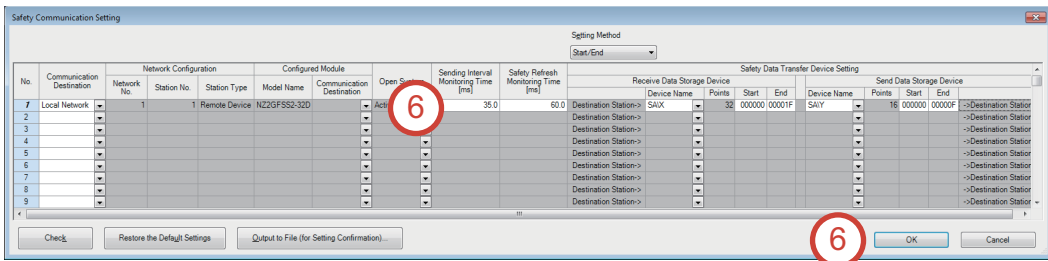 Safety Communication Setting
Setting Method
Start/End
No. Communication Destination Network Configuration Configured Module Sending Interval Monitoring Time [ms] Safety Refresh Monitoring Time [ms] Safety Data Transfer Device Setting
Network No. Station No. Station Type Model Name Communication Destination Open Receive Data Storage Device Send Data Storage Device
Device Name Points Start End Device Name Points Start End
1 Local Network 1 1 Remote Device NZ2GFSS2-32D 35.0 60.0 Destination Station-> SA\X 32 000000 00001F SA\Y 16 000000 00000F ->Destination Station
2 Destination Station-> ->Destination Station
3 Destination Station-> ->Destination Station
4 Destination Station-> ->Destination Station
5 Destination Station-> ->Destination Station
6 Destination Station-> ->Destination Station
7 Destination Station-> ->Destination Station
8 Destination Station-> ->Destination Station
9 Destination Station-> ->Destination Station
6
Check Restore the Default Settings Output to File (for Setting Confirmation)... 6 OK Cancel